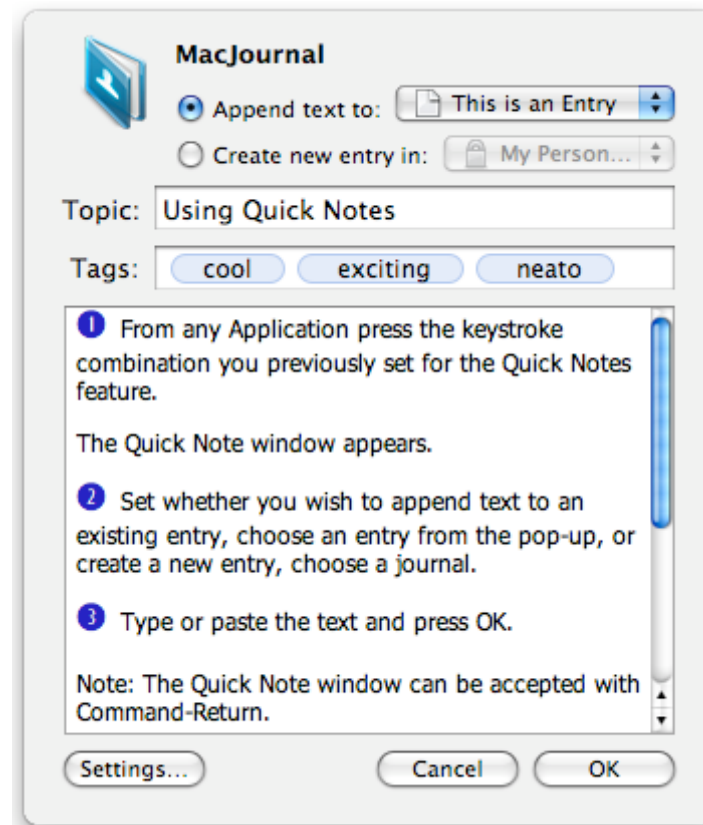 MacJournal
Append text to: This is an Entry
Create new entry in: My Person...
Topic: Using Quick Notes
Tags: cool exciting neato
1 From any Application press the keystroke
combination you previously set for the Quick Notes
feature.
The Quick Note window appears.
2 Set whether you wish to append text to an
existing entry, choose an entry from the pop-up, or
create a new entry, choose a journal.
3 Type or paste the text and press OK.
Note: The Quick Note window can be accepted with
Command-Return.
Settings... Cancel OK